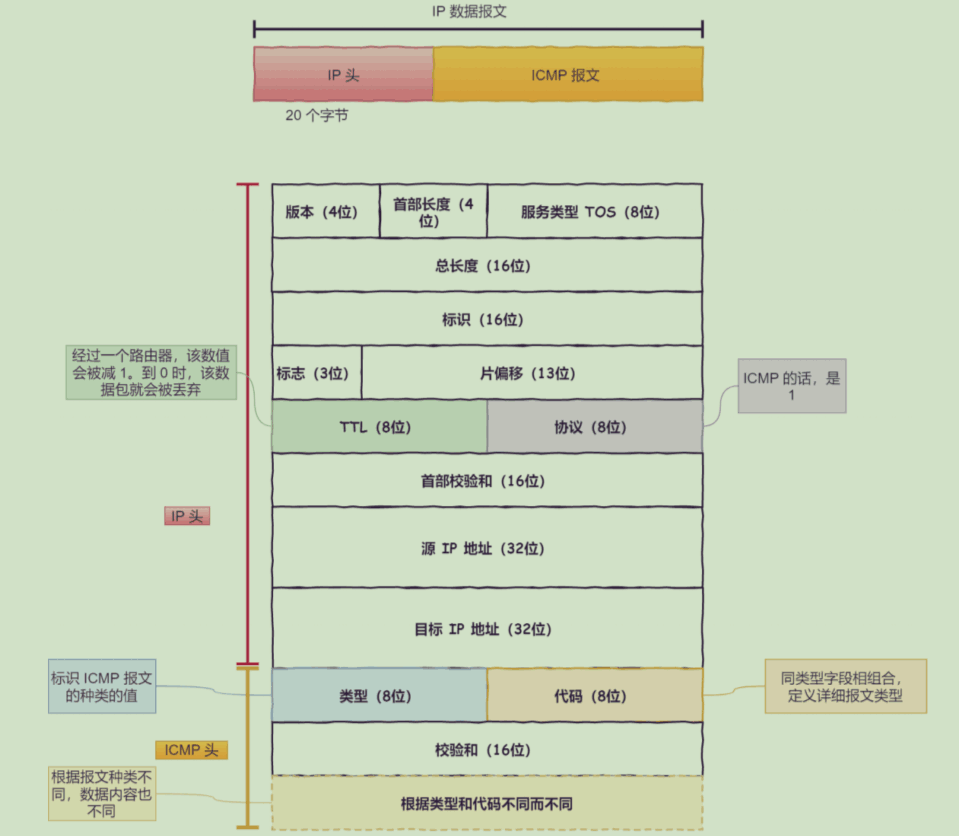 IP 数据报文
IP 头
ICMP 报文
20 个字节
版本（4位）
首部长度（4
位）
服务类型 TOS（8位）
总长度（16位）
标识（16位）
经过一个路由器，该数值
会被减 1。到 0 时，该数
据包就会被丢弃
标志（3位）
片偏移（13位）
ICMP 的话，是
1
TTL（8位）
协议（8位）
首部校验和（16位）
IP 头
源 IP 地址（32位）
目标 IP 地址（32位）
标识 ICMP 报文
的种类的值
类型（8位）
代码（8位）
同类型字段相组合，
定义详细报文类型
ICMP 头
校验和（16位）
根据报文种类不
同，数据内容也
不同
根据类型和代码不同而不同